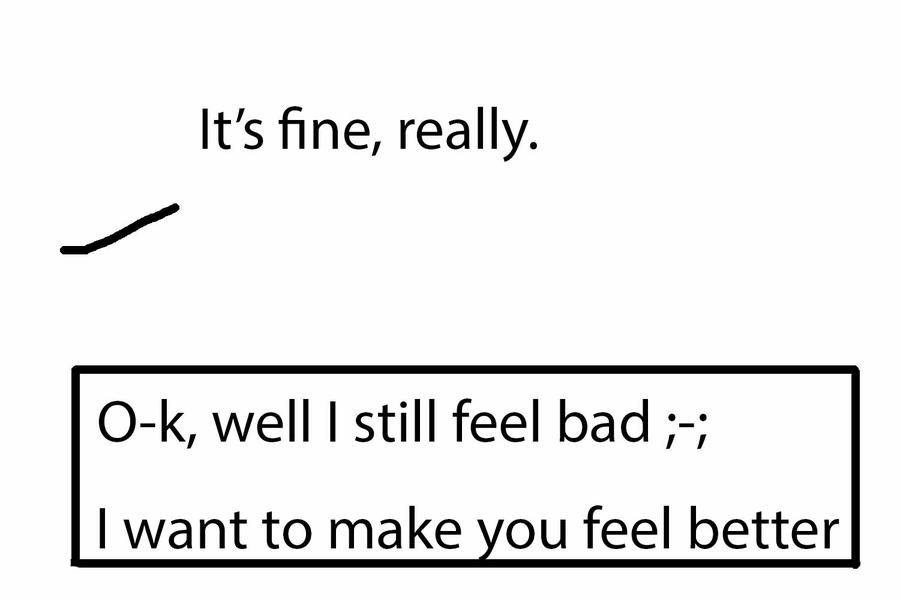 It’s fine, really.
O-k, well I still feel bad ;-;
I want to make you feel better